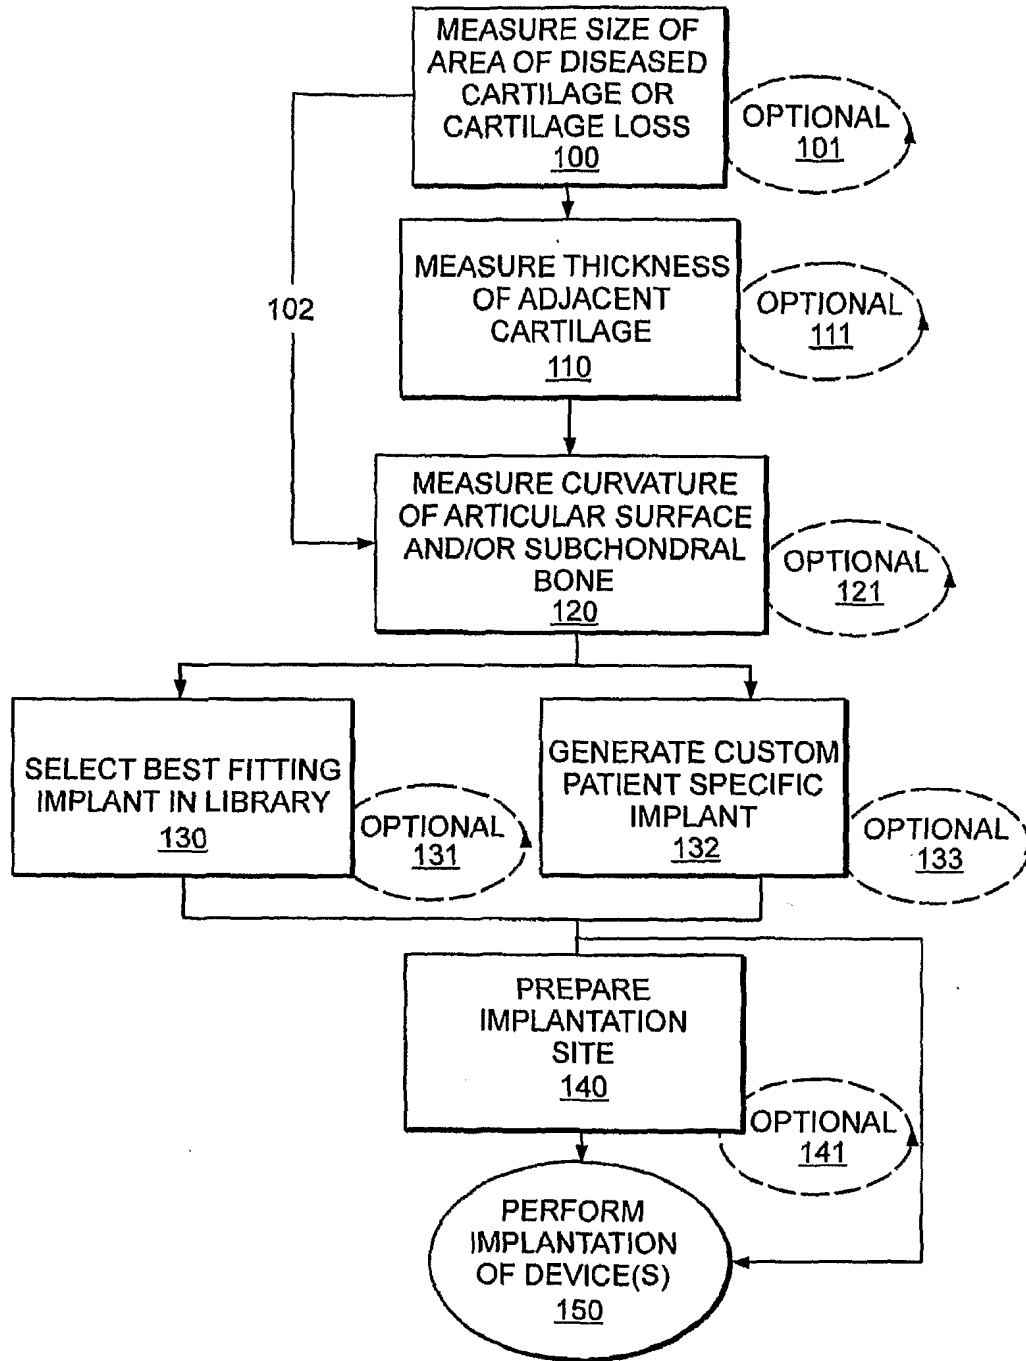 MEASURE SIZE OF
AREA OF DISEASED
CARTILAGE OR
CARTILAGE LOSS
100
OPTIONAL
101
102
MEASURE THICKNESS
OF ADJACENT
CARTILAGE
110
OPTIONAL
111
MEASURE CURVATURE
OF ARTICULAR SURFACE
AND/OR SUBCHONDRAL
BONE
120
OPTIONAL
121
SELECT BEST FITTING
IMPLANT IN LIBRARY
130
OPTIONAL
131
GENERATE CUSTOM
PATIENT SPECIFIC
IMPLANT
132
OPTIONAL
133
PREPARE
IMPLANTATION
SITE
140
OPTIONAL
141
PERFORM
IMPLANTATION
OF DEVICE(S)
150